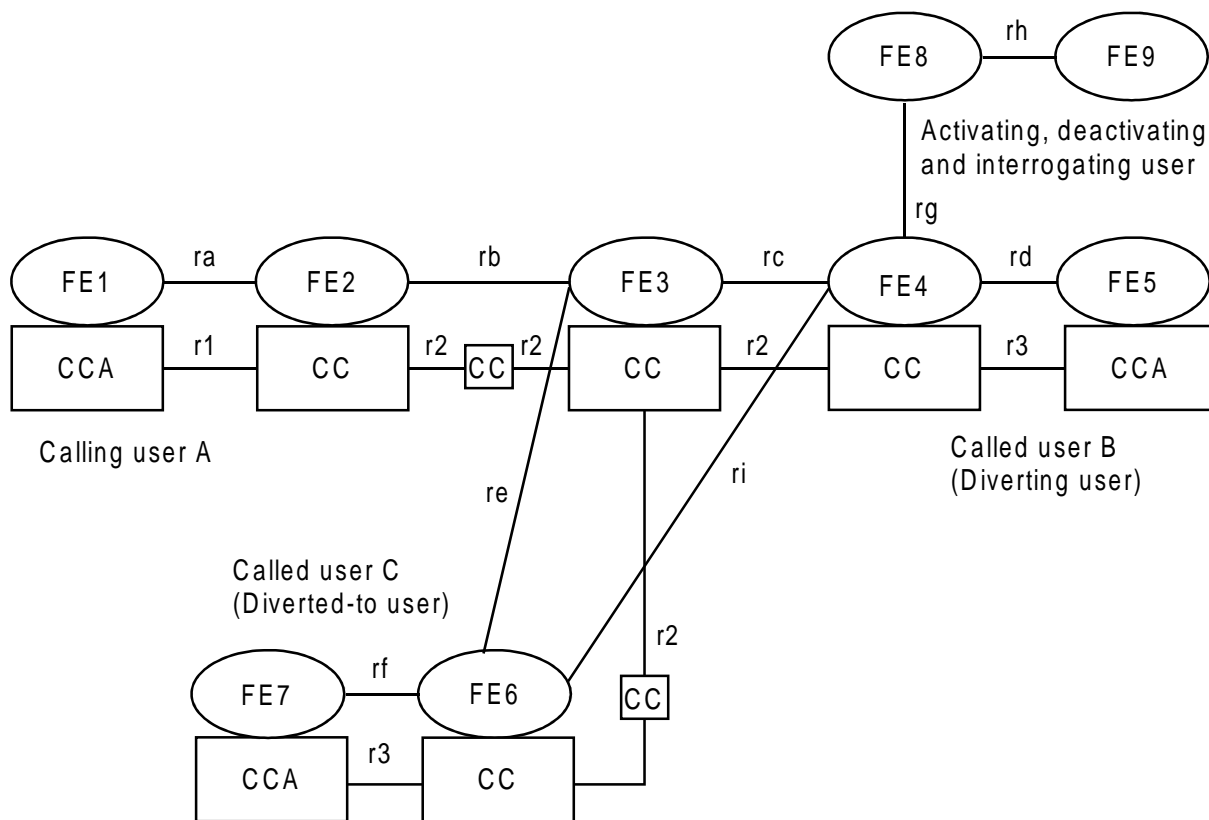 rh
FE8
FE9
Activating, deactivating
and interrogating user
rg
ra
rb
rc
rd
FE1
FE2
FE3
FE4
FE5
r1
r2
r2
r2
r3
CCA
CC
CC
CC
CC
CCA
Calling user A
Called user B
(Diverting user)
re
ri
Called user C
(Diverted-to user)
r2
rf
FE7
FE6
CC
r3
CCA
CC